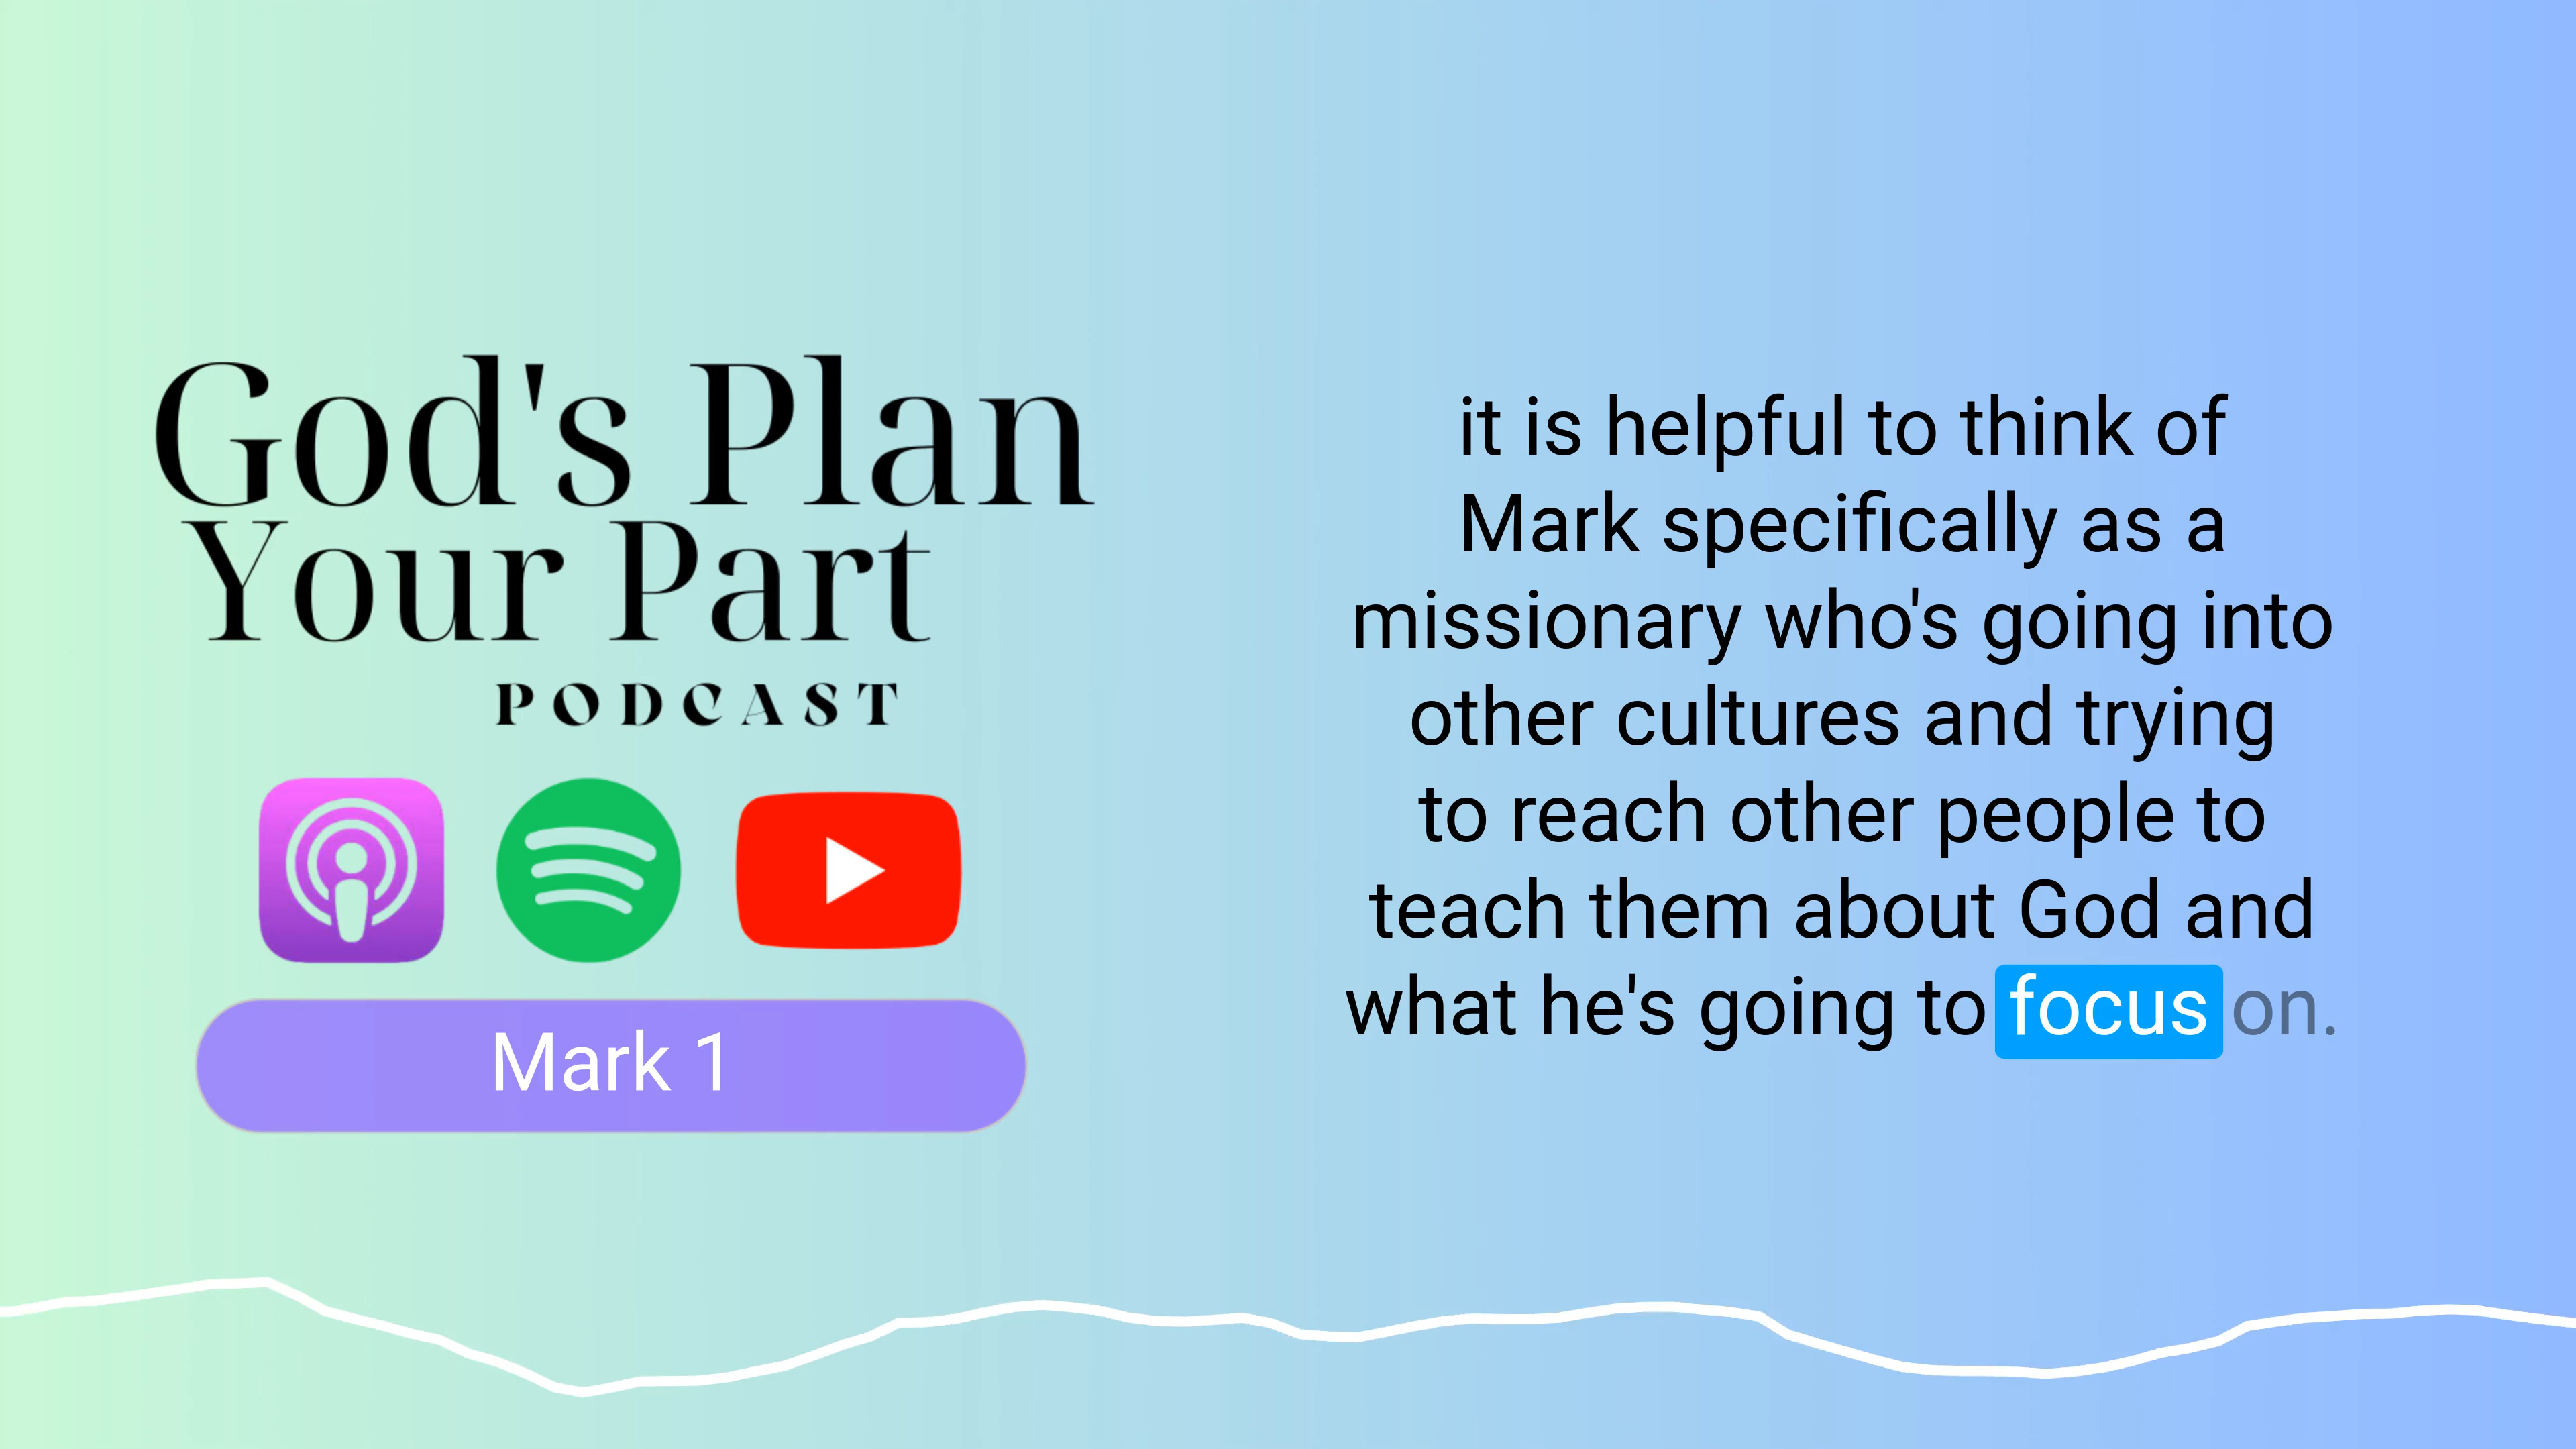 God's Plan
Your Part
PODCAST
Mark 1
it is helpful to think of
Mark specifically as a
missionary who's going into
other cultures and trying
to reach other people to
teach them about God and
what he's going to focus on.